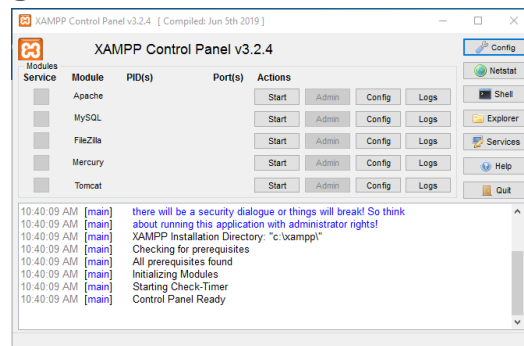 XAMPP Control Panel v3.2.4 [ Compiled: Jun 5th 2019 ]
XAMPP Control Panel v3.2.4
Config
Modules
Service Module PID(s) Port(s) Actions
Netstat
Apache Start Admin Config Logs
Shell
MySQL Start Admin Config Logs
Explorer
FileZilla Start Admin Config Logs
Services
Mercury Start Admin Config Logs
Help
Tomcat Start Admin Config Logs
Quit
10:40:09 AM [main] there will be a security dialogue or things will break! So think
10:40:09 AM [main] about running this application with administrator rights!
10:40:09 AM [main] XAMPP Installation Directory: "c:\xampp\"
10:40:09 AM [main] Checking for prerequisites
10:40:09 AM [main] All prerequisites found
10:40:09 AM [main] Initializing Modules
10:40:09 AM [main] Starting Check-Timer
10:40:09 AM [main] Control Panel Ready